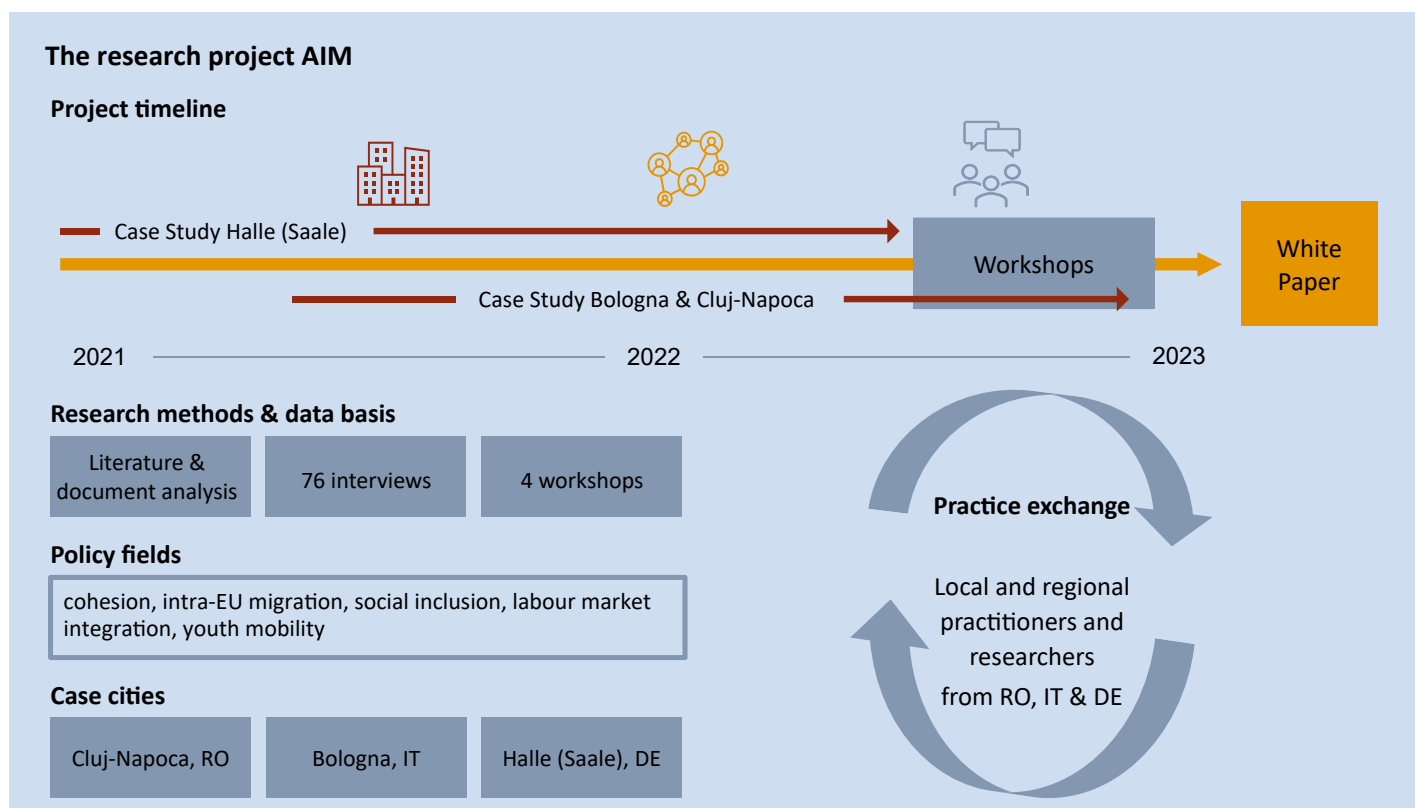 The research project AIM
Project timeline
Case Study Halle (Saale)
Workshops
White
Paper
Case Study Bologna & Cluj-Napoca
2021
2022
2023
Research methods & data basis
Literature &
document analysis
76 interviews
4 workshops
Policy fields
cohesion, intra-EU migration, social inclusion, labour market
integration, youth mobility
Case cities
Cluj-Napoca, RO
Bologna, IT
Halle (Saale), DE
Practice exchange
Local and regional
practitioners and
researchers
from RO, IT & DE